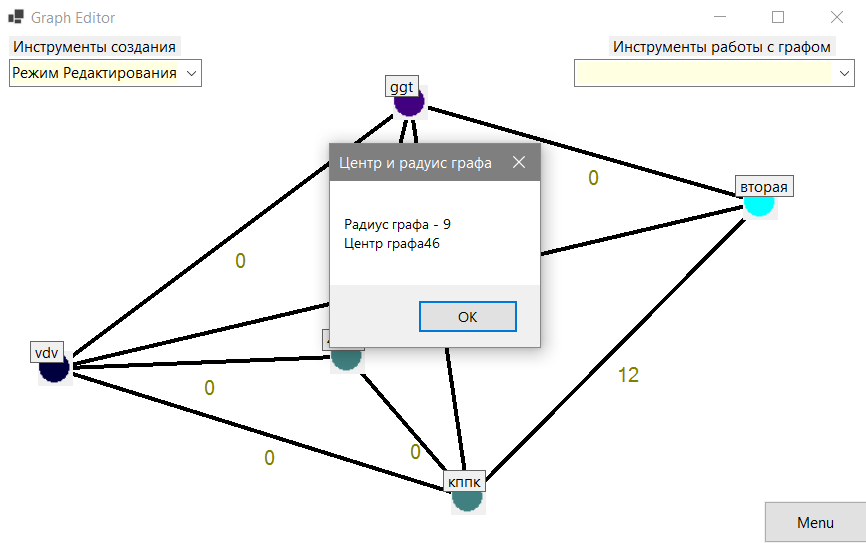 Graph Editor
Инструменты создания
Инструменты работы с графом
Режим Редактирования
ggt
вторая
0
Центр и радуис графа
Радиус графа - 9
Центр графа46
OK
0
vdv
0
12
0
0
кппк
Menu